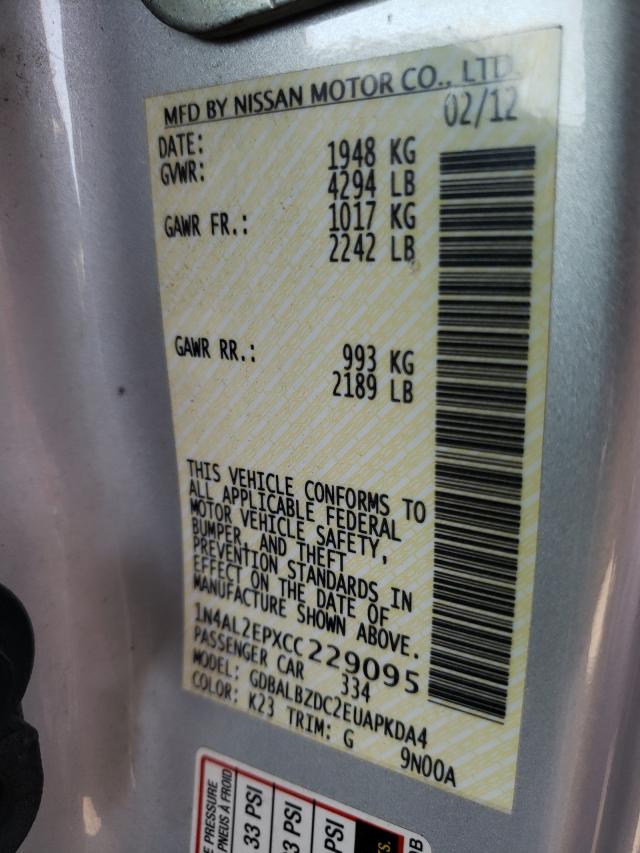 MFD BY NISSAN MOTOR CO., LTD.
DATE: 02/12
GVWR: 1948 KG
4294 LB
GAWR FR.: 1017 KG
2242 LB
GAWR RR.: 993 KG
2189 LB
THIS VEHICLE CONFORMS TO
ALL APPLICABLE FEDERAL
MOTOR VEHICLE SAFETY,
BUMPER, AND THEFT
PREVENTION STANDARDS IN
EFFECT ON THE DATE OF
MANUFACTURE SHOWN ABOVE.
1N4AL2EPXCC229095
PASSENGER CAR 334
MODEL: GDBALBZDC2EUAPKDA4
COLOR: K23 TRIM: G 9N00A
PRESSURE
PNEUS À FROID
33 PSI
33 PSI
PSI